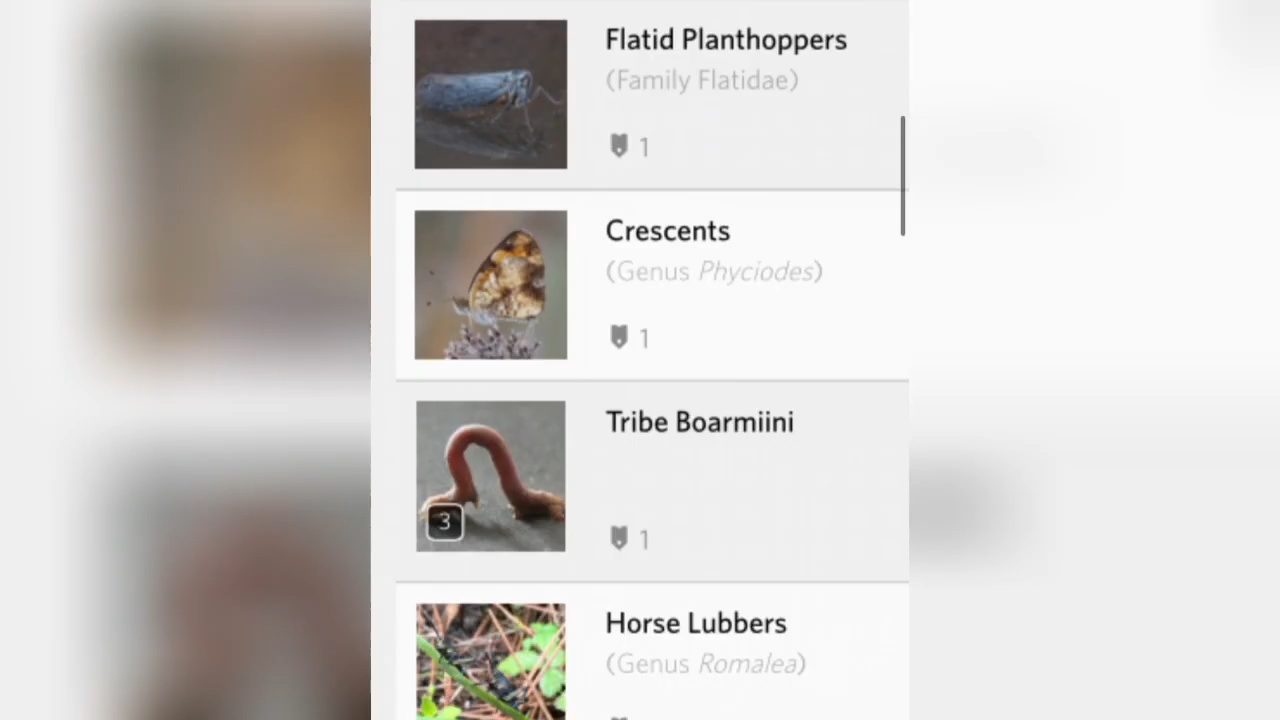 Flatid Planthoppers
(Family Flatidae)
1
Crescents
(Genus Phyciodes)
1
Tribe Boarmiini
3
1
Horse Lubbers
(Genus Romalea)